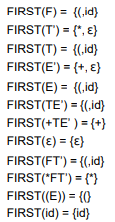 FIRST(F) = {(,id}
FIRST(T') = {*, ε}
FIRST(T) = {(,id}
FIRST(E') = {+, ε}
FIRST(E) = {(,id}
FIRST(TE') = {(,id}
FIRST(+TE' ) = {+}
FIRST(ε) = {ε}
FIRST(FT') = {(,id}
FIRST(*FT') = {*}
FIRST((E)) = {(}
FIRST(id) = {id}